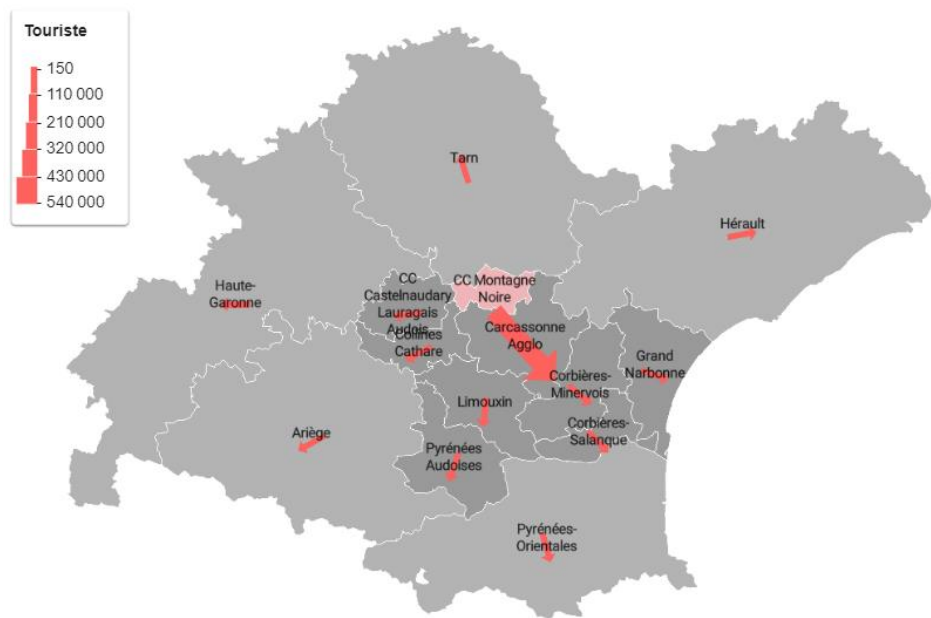 Touriste
150
110 000
210 000
320 000
430 000
540 000
Tarn
Hérault
Haute-
Garonne
CC
Castelnaudary
Lauragais
Audois
CC Montagne
Noire
Collines
Cathare
Carcassonne
Agglo
Corbières-
Minervois
Grand
Narbonne
Limouxin
Corbières-
Salanque
Ariège
Pyrénées
Audoises
Pyrénées-
Orientales